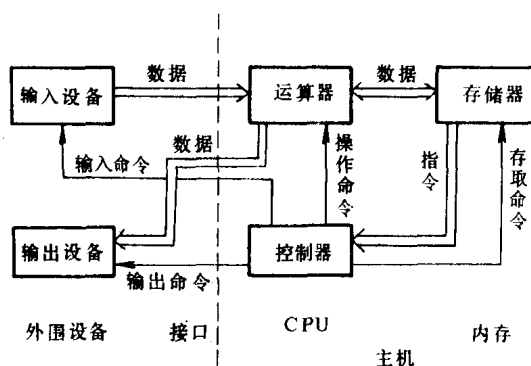 数据
数据
输入设备
运算器
存储器
数据
输入命令
操作命令
指令
存取命令
输出设备
控制器
输出命令
外围设备
接口
CPU
内存
主机